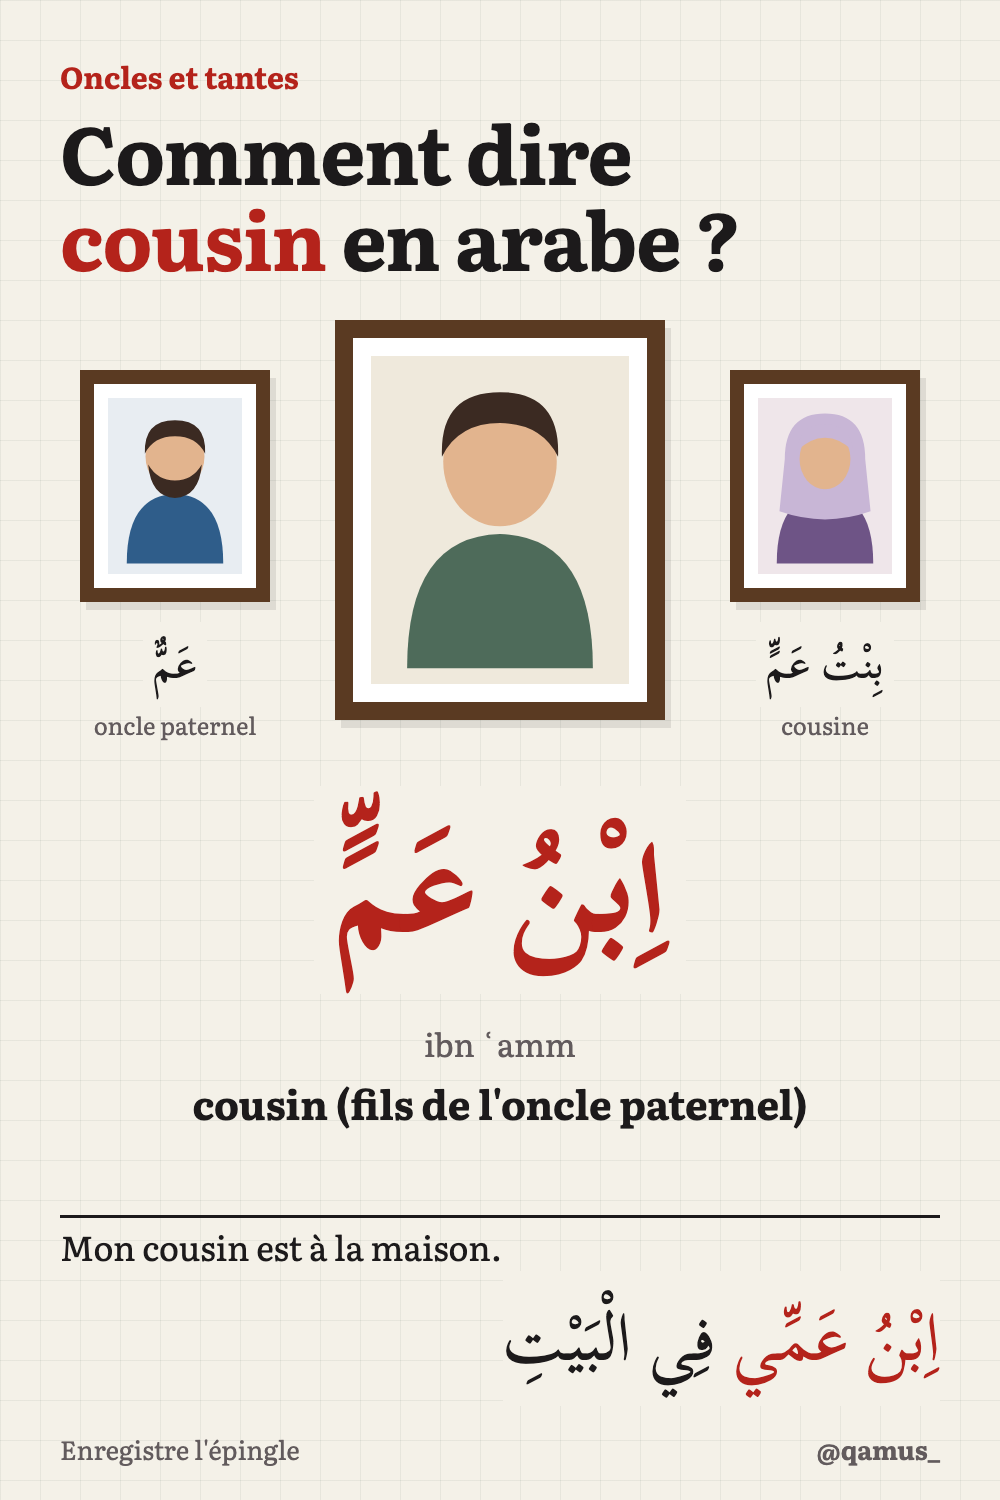 Oncles et tantes
Comment dire
cousin en arabe ?
عَمٌّ
oncle paternel
بِنْتُ عَمٍّ
cousine
اِبْنُ عَمٍّ
ibn ʿamm
cousin (fils de l'oncle paternel)
Mon cousin est à la maison.
اِبْنُ عَمِّي فِي الْبَيْتِ
Enregistre l'épingle
@qamus_